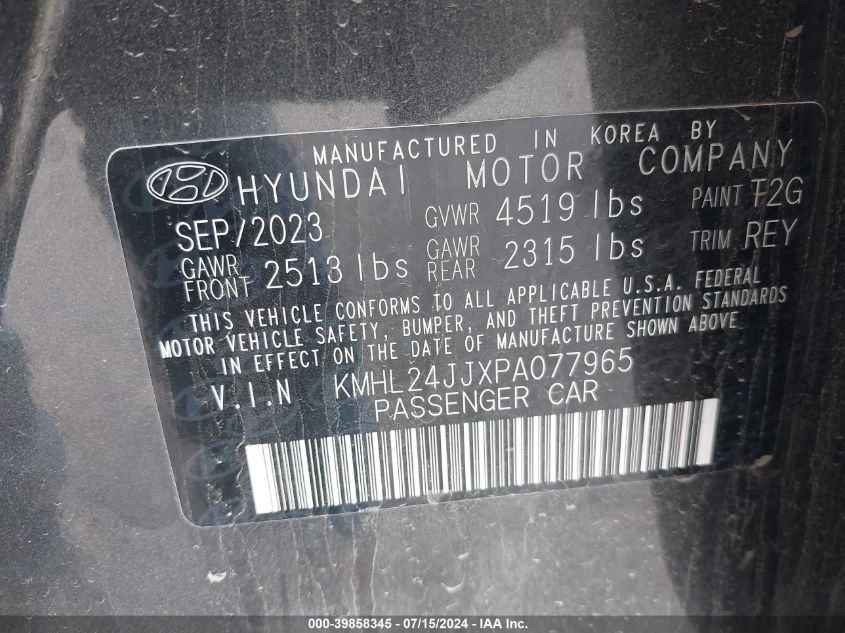 MANUFACTURED IN KOREA BY
HYUNDAI MOTOR COMPANY
SEP/2023 GVWR 4519 lbs PAINT T2G
GAWR FRONT 2513 lbs GAWR REAR 2315 lbs TRIM REY
THIS VEHICLE CONFORMS TO ALL APPLICABLE U.S.A. FEDERAL
MOTOR VEHICLE SAFETY, BUMPER, AND THEFT PREVENTION STANDARDS
IN EFFECT ON THE DATE OF MANUFACTURE SHOWN ABOVE.
V.I.N KMHL24JJXPA077965
PASSENGER CAR
000-39858345 - 07/15/2024 - IAA Holdings, LLC.